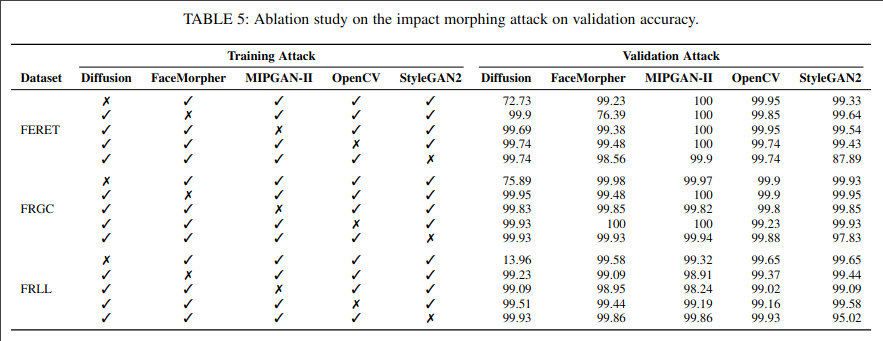 TABLE 5: Ablation study on the impact morphing attack on validation accuracy.
Training Attack Validation Attack
Dataset Diffusion FaceMorpher MIPGAN-II OpenCV StyleGAN2 Diffusion FaceMorpher MIPGAN-II OpenCV StyleGAN2
✗ ✓ ✓ ✓ ✓ 72.73 99.23 100 99.95 99.33
✓ ✗ ✓ ✓ ✓ 99.9 76.39 100 99.85 99.64
FERET ✓ ✓ ✗ ✓ ✓ 99.69 99.38 100 99.95 99.54
✓ ✓ ✓ ✗ ✓ 99.74 99.48 100 99.74 99.43
✓ ✓ ✓ ✓ ✗ 99.74 98.56 99.9 99.74 87.89
✗ ✓ ✓ ✓ ✓ 75.89 99.98 99.97 99.9 99.93
✓ ✗ ✓ ✓ ✓ 99.95 99.48 100 99.9 99.95
FRGC ✓ ✓ ✗ ✓ ✓ 99.83 99.85 99.82 99.8 99.85
✓ ✓ ✓ ✗ ✓ 99.93 100 100 99.23 99.93
✓ ✓ ✓ ✓ ✗ 99.93 99.93 99.94 99.88 97.83
✗ ✓ ✓ ✓ ✓ 13.96 99.58 99.32 99.65 99.65
✓ ✗ ✓ ✓ ✓ 99.23 99.09 98.91 99.37 99.44
FRLL ✓ ✓ ✗ ✓ ✓ 99.09 98.95 98.24 99.02 99.09
✓ ✓ ✓ ✗ ✓ 99.51 99.44 99.19 99.16 99.58
✓ ✓ ✓ ✓ ✗ 99.93 99.86 99.86 99.93 95.02